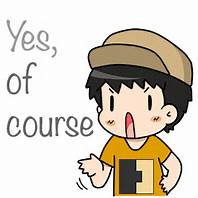 Yes,
of
course